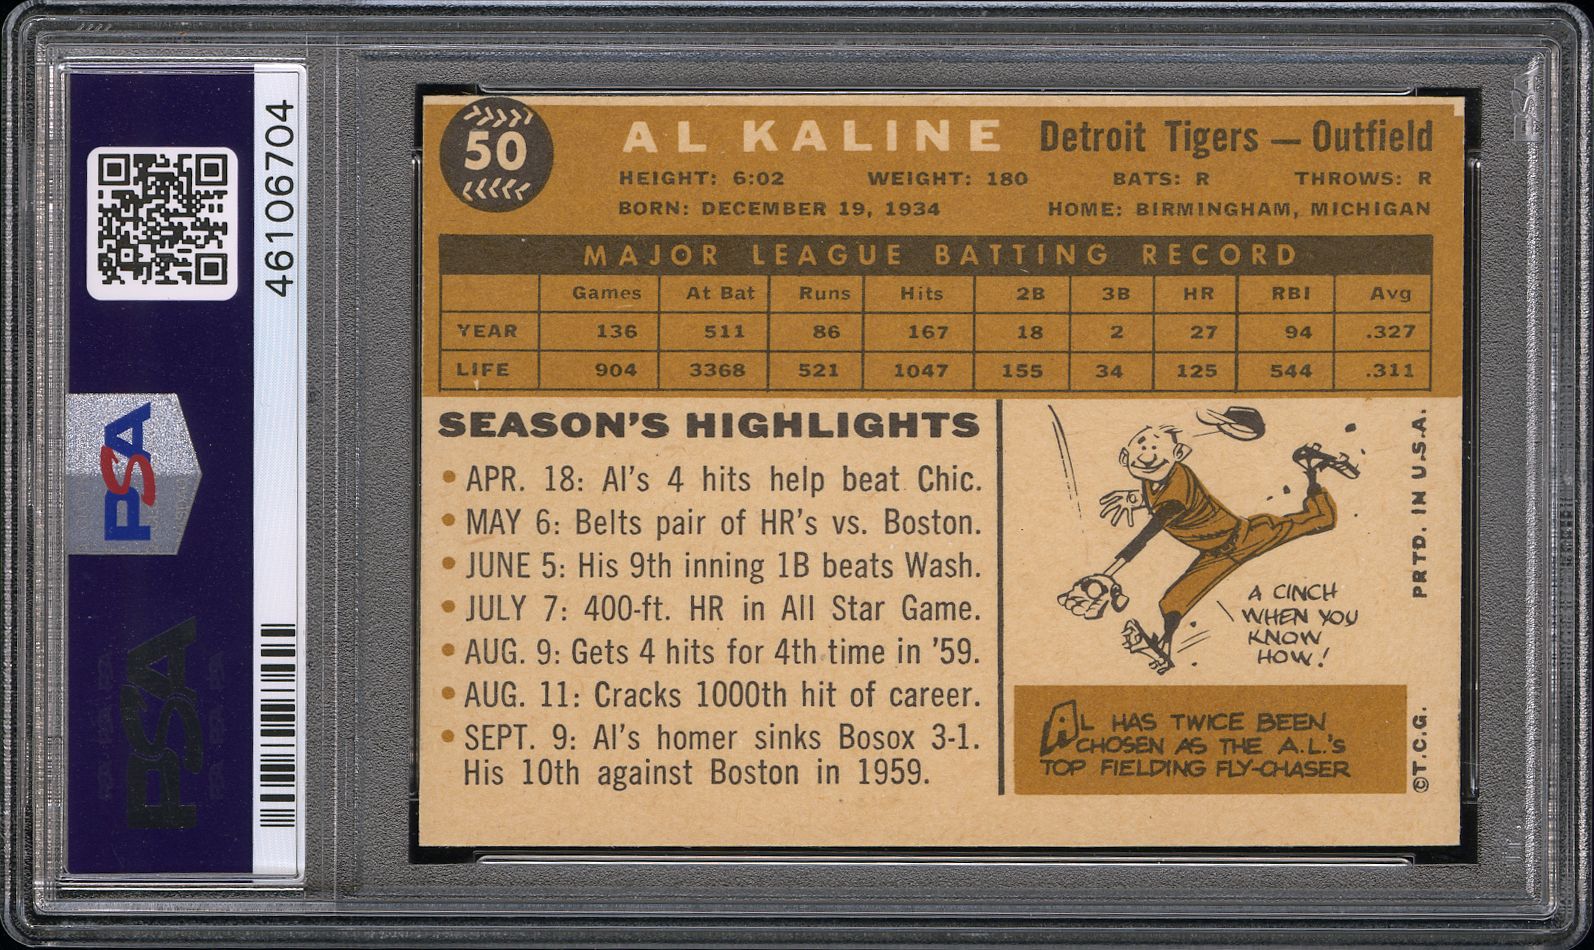 46106704
PSA
PSA
50
AL KALINE Detroit Tigers — Outfield
HEIGHT: 6:02 WEIGHT: 180 BATS: R THROWS: R
BORN: DECEMBER 19, 1934 HOME: BIRMINGHAM, MICHIGAN
MAJOR LEAGUE BATTING RECORD
Games At Bat Runs Hits 2B 3B HR RBI Avg
YEAR 136 511 86 167 18 2 27 94 .327
LIFE 904 3368 521 1047 155 34 125 544 .311
SEASON'S HIGHLIGHTS
• APR. 18: Al's 4 hits help beat Chic.
• MAY 6: Belts pair of HR's vs. Boston.
• JUNE 5: His 9th inning 1B beats Wash.
• JULY 7: 400-ft. HR in All Star Game.
• AUG. 9: Gets 4 hits for 4th time in '59.
• AUG. 11: Cracks 1000th hit of career.
• SEPT. 9: Al's homer sinks Bosox 3-1.
His 10th against Boston in 1959.
A CINCH
WHEN YOU
KNOW
HOW!
AL HAS TWICE BEEN
CHOSEN AS THE A.L.'S
TOP FIELDING FLY-CHASER
©T.C.G. PRTD. IN U.S.A.